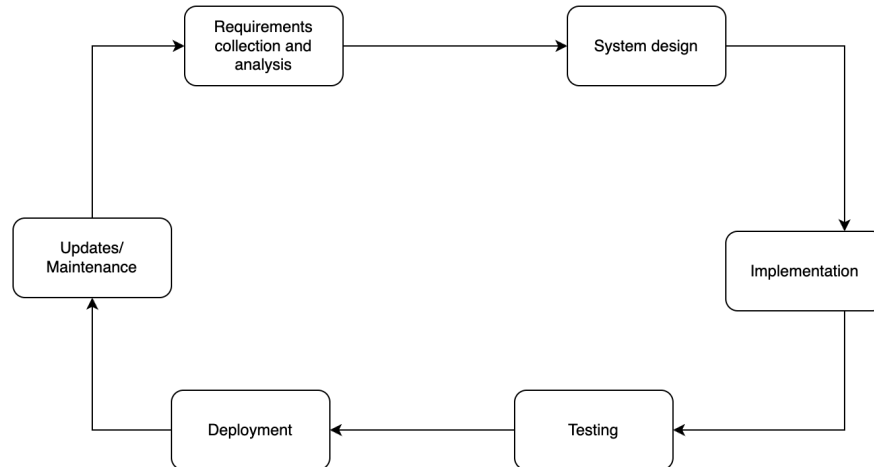 Requirements
collection and
analysis
System design
Updates/
Maintenance
Implementation
Deployment
Testing